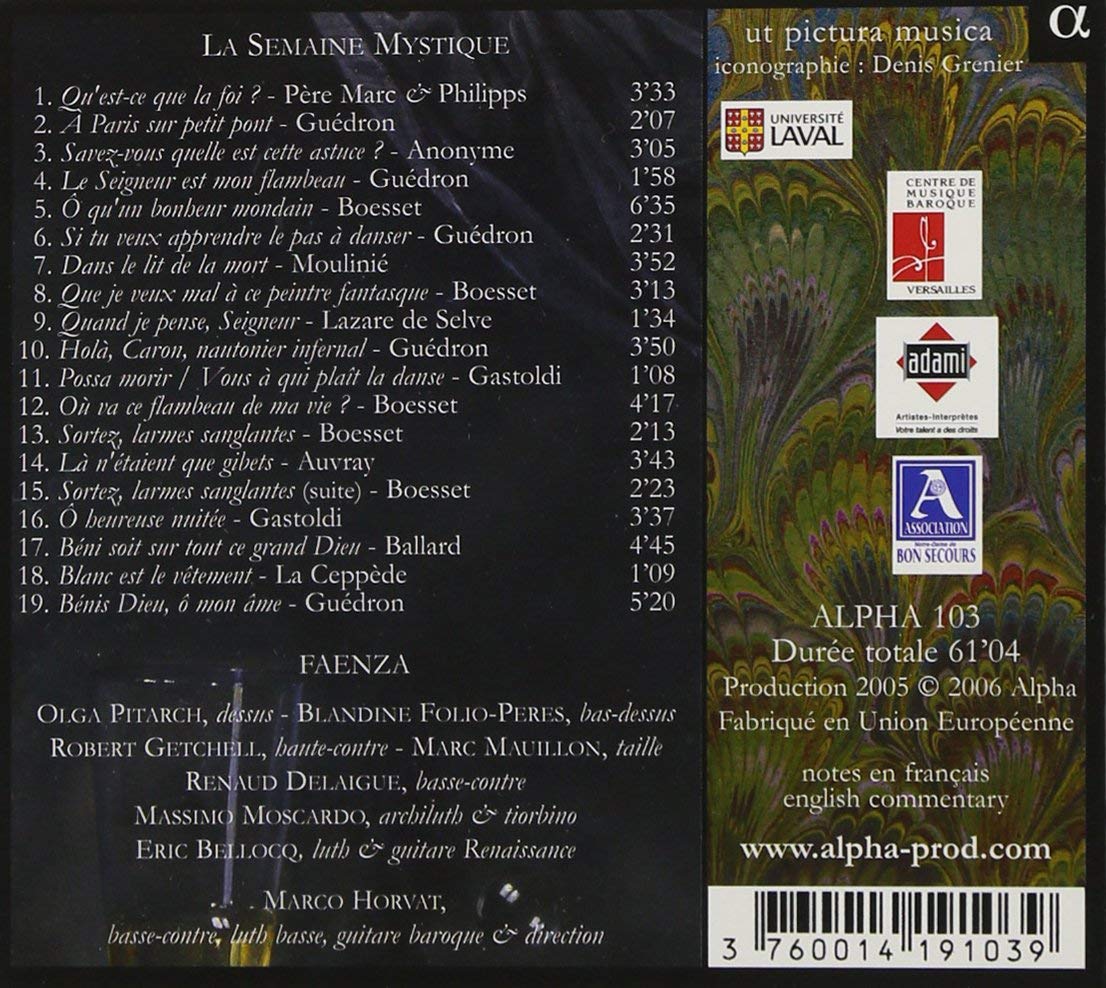 LA SEMAINE MYSTIQUE
1. Qu'est-ce que la foi ? - Père Marc & Philipps 3'33
2. À Paris sur petit pont - Guédron 2'07
3. Savez-vous quelle est cette astuce ? - Anonyme 3'05
4. Le Seigneur est mon flambeau - Guédron 1'58
5. Ô qu'un bonheur mondain - Boesset 6'35
6. Si tu veux apprendre le pas à danser - Guédron 2'31
7. Dans le lit de la mort - Moulinié 3'52
8. Que je veux mal à ce peintre fantasque - Boesset 3'13
9. Quand je pense, Seigneur - Lazare de Selve 1'34
10. Holà, Caron, nautonier infernal - Guédron 3'50
11. Possa morir / Vous à qui plaît la danse - Gastoldi 1'08
12. Où va ce flambeau de ma vie ? - Boesset 4'17
13. Sortez, larmes sanglantes - Boesset 2'13
14. Là n'étaient que gibets - Auvray 3'43
15. Sortez, larmes sanglantes (suite) - Boesset 2'23
16. Ô heureuse nuitée - Gastoldi 3'37
17. Béni soit sur tout ce grand Dieu - Ballard 4'45
18. Blanc est le vêtement - La Ceppède 1'09
19. Bénis Dieu, ô mon âme - Guédron 5'20
FAENZA
OLGA PITARCH, dessus - BLANDINE FOLIO-PERES, bas-dessus
ROBERT GETCHELL, haute-contre - MARC MAUILLON, taille
RENAUD DELAIGUE, basse-contre
MASSIMO MOSCARDO, archiluth & tiorbino
ERIC BELLOCQ, luth & guitare Renaissance
MARCO HORVAT,
basse-contre, luth basse, guitare baroque & direction
α
ut pictura musica
iconographie : Denis Grenier
UNIVERSITÉ
LAVAL
CENTRE DE
MUSIQUE
BAROQUE
VERSAILLES
adami
Artistes-Interprètes
Votre talent a des droits
A
ASSOCIATION
Notre-Dame de
BON SECOURS
ALPHA 103
Durée totale 61'04
Production 2005 © 2006 Alpha
Fabriqué en Union Européenne
notes en français
english commentary
www.alpha-prod.com
3 760014 191039